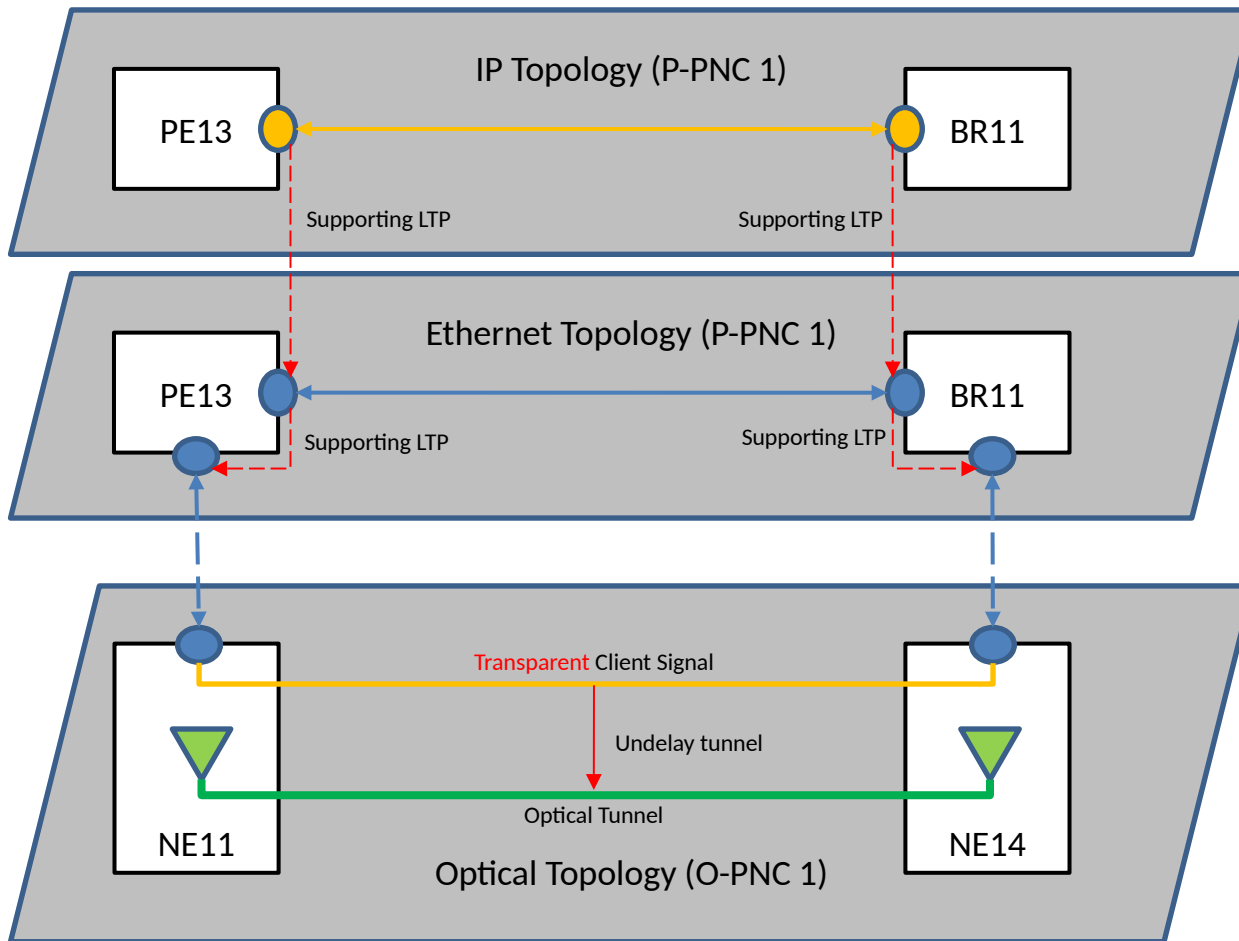 IP Topology (P-PNC 1)
PE13
BR11
Supporting LTP
Supporting LTP
Ethernet Topology (P-PNC 1)
PE13
BR11
Supporting LTP
Supporting LTP
Transparent Client Signal
Undelay tunnel
Optical Tunnel
NE11
NE14
Optical Topology (O-PNC 1)